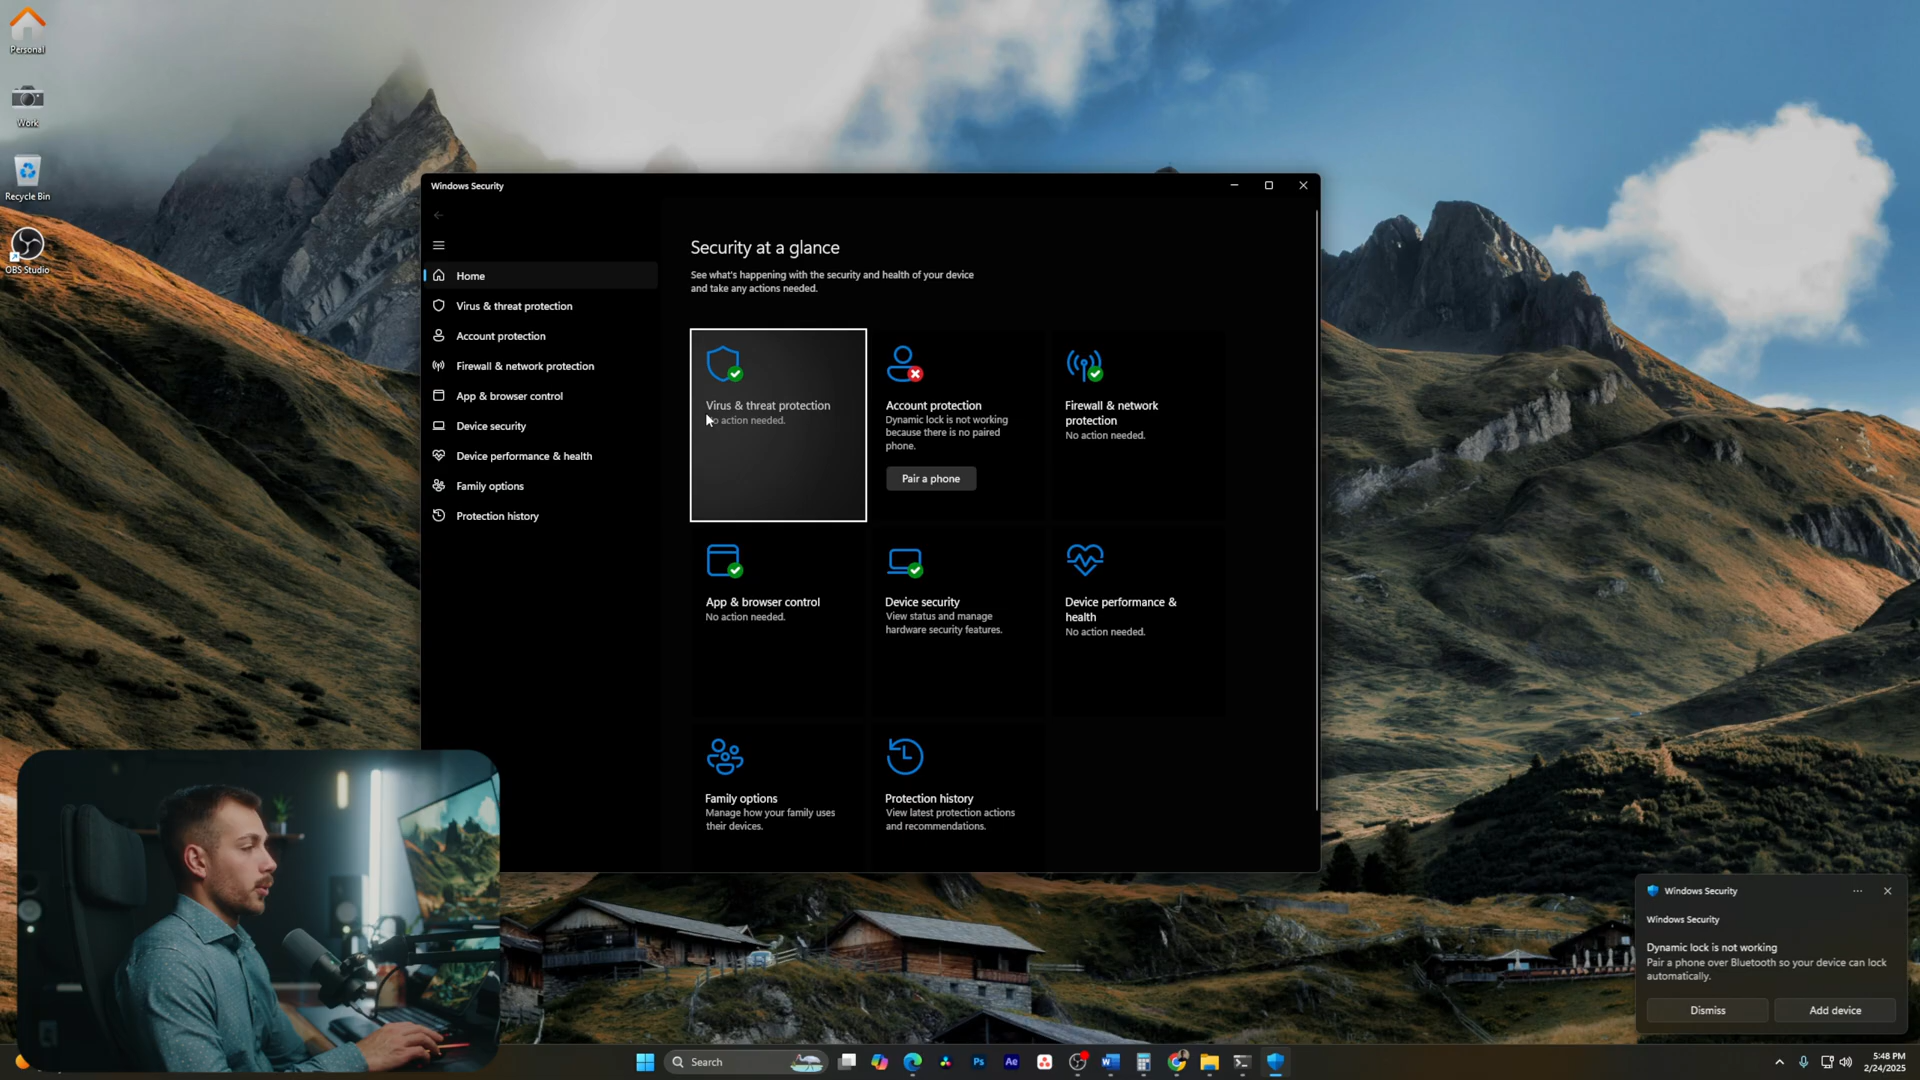 Personal
Work
Recycle Bin
OBS Studio
Windows Security
Home
Virus & threat protection
Account protection
Firewall & network protection
App & browser control
Device security
Device performance & health
Family options
Protection history
Security at a glance
See what's happening with the security and health of your device
and take any actions needed.
Virus & threat protection
o action needed.
Account protection
Dynamic lock is not working
because there is no paired
phone.
Pair a phone
Firewall & network
protection
No action needed.
App & browser control
No action needed.
Device security
View status and manage
hardware security features.
Device performance &
health
No action needed.
Family options
Manage how your family uses
their devices.
Protection history
View latest protection actions
and recommendations.
Windows Security
Windows Security
Dynamic lock is not working
Pair a phone over Bluetooth so your device can lock
automatically.
Dismiss
Add device
Search
Ps
Ae
W
5:48 PM
2/24/2025